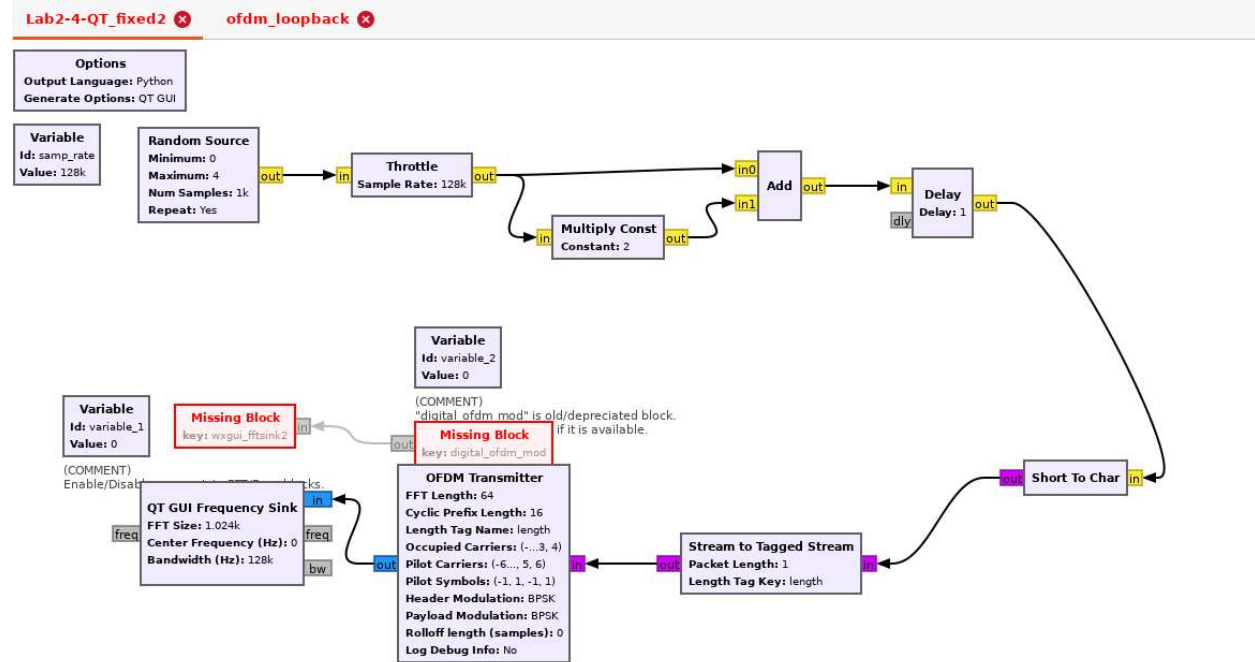 Lab2-4-QT_fixed2
ofdm_loopback
Options
Output Language: Python
Generate Options: QT GUI
Variable
Id: samp_rate
Value: 128k
Random Source
Minimum: 0
Maximum: 4
Num Samples: 1k
Repeat: Yes
out
in
Throttle
Sample Rate: 128k
out
in
Multiply Const
Constant: 2
out
in0
in1
Add
out
in
dly
Delay
Delay: 1
out
Variable
Id: variable_2
Value: 0
(COMMENT)
"digital_ofdm_mod" is old/depreciated block.
if it is available.
Variable
Id: variable_1
Value: 0
(COMMENT)
Enable/Disable
Missing Block
key: wxgui_fftsink2
in
out
Missing Block
key: digital_ofdm_mod
QT GUI Frequency Sink
FFT Size: 1.024k
Center Frequency (Hz): 0
Bandwidth (Hz): 128k
in
freq
freq
bw
OFDM Transmitter
FFT Length: 64
Cyclic Prefix Length: 16
Length Tag Name: length
Occupied Carriers: (-...3, 4)
Pilot Carriers: (-6..., 5, 6)
Pilot Symbols: (-1, 1, -1, 1)
Header Modulation: BPSK
Payload Modulation: BPSK
Rolloff length (samples): 0
Log Debug Info: No
out
in
Stream to Tagged Stream
Packet Length: 1
Length Tag Key: length
out
in
out
Short To Char
in